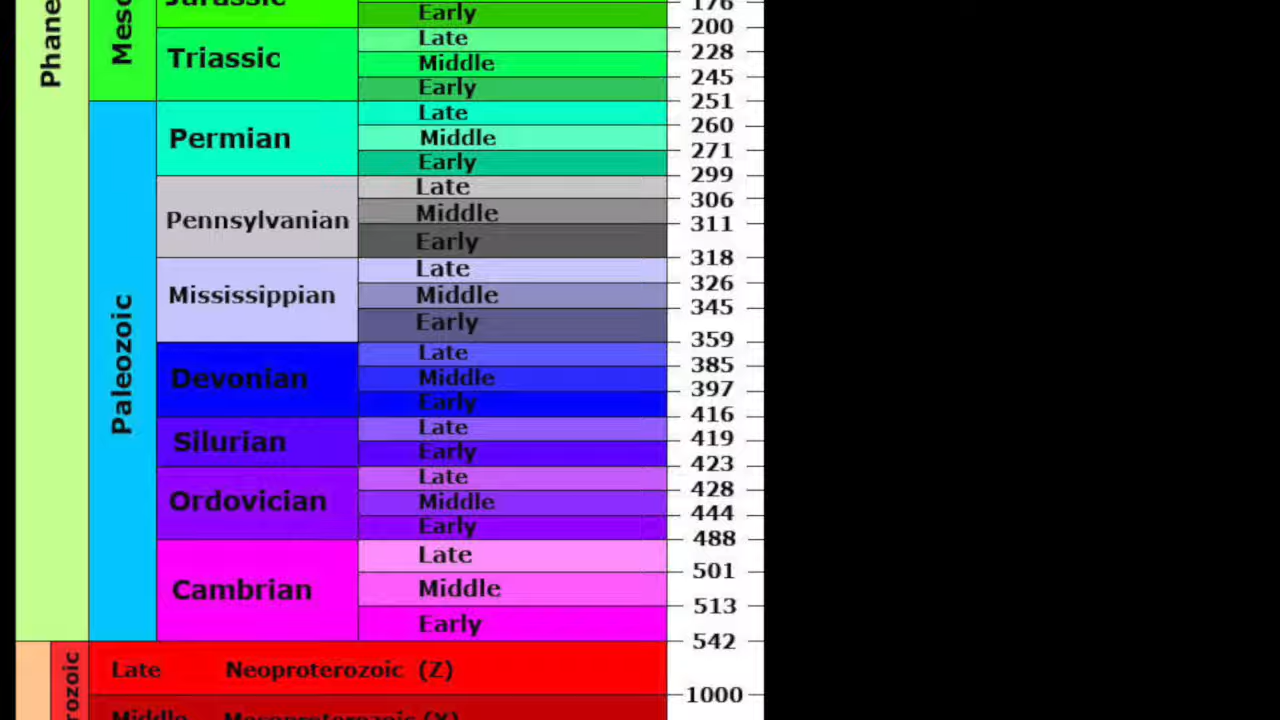 Jurassic
Early
176
200
Triassic
Late
228
Middle
245
Early
251
Permian
Late
260
Middle
271
Early
299
Pennsylvanian
Late
306
Middle
311
Early
318
Mississippian
Late
326
Middle
345
Early
359
Devonian
Late
385
Middle
397
Early
416
Silurian
Late
419
Early
423
Ordovician
Late
428
Middle
444
Early
488
Cambrian
Late
501
Middle
513
Early
542
Phane
Meso
Paleozoic
rozoic
Late Neoproterozoic (Z)
1000
Middle Mesoproterozoic (Y)